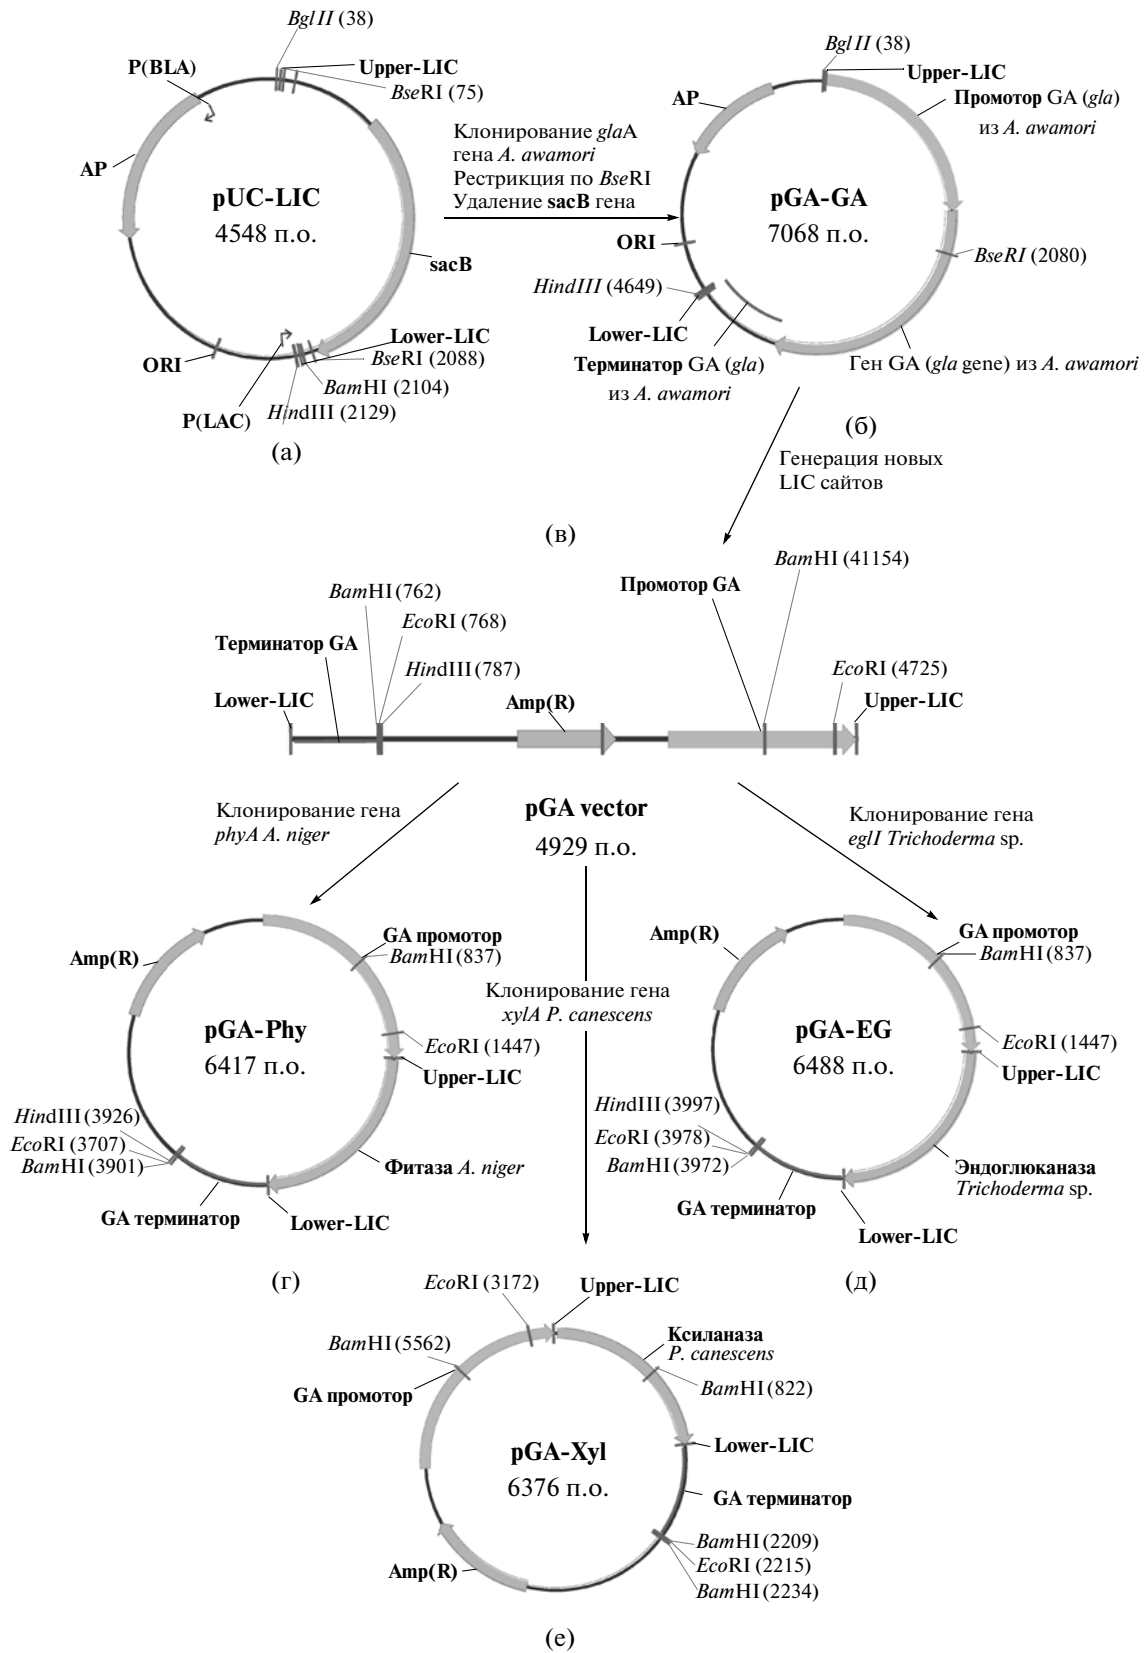 BglII (38)
P(BLA)
Upper-LIC
BseRI (75)
AP
pUC-LIC
4548 п.о.
sacB
ORI
Lower-LIC
BseRI (2088)
BamHI (2104)
P(LAC)
HindIII (2129)
(а)
Клонирование glaA
гена A. awamori
Рестрикция по BseRI
Удаление sacB гена
BglII (38)
Upper-LIC
AP
Промотор GA (gla)
из A. awamori
pGA-GA
7068 п.о.
ORI
BseRI (2080)
HindIII (4649)
Lower-LIC
Терминатор GA (gla)
из A. awamori
Ген GA (gla gene) из A. awamori
(б)
Генерация новых
LIC сайтов
(в)
BamHI (41154)
Промотор GA
BamHI (762)
EcoRI (768)
Терминатор GA
HindIII (787)
EcoRI (4725)
Lower-LIC
Amp(R)
Upper-LIC
pGA vector
4929 п.о.
Клонирование гена
phyA A. niger
Клонирование гена
eglI Trichoderma sp.
Клонирование гена
xylA P. canescens
Amp(R)
GA промотор
BamHI (837)
pGA-Phy
6417 п.о.
EcoRI (1447)
Upper-LIC
HindIII (3926)
EcoRI (3707)
BamHI (3901)
Фитаза A. niger
GA терминатор
Lower-LIC
(г)
Amp(R)
GA промотор
BamHI (837)
pGA-EG
6488 п.о.
EcoRI (1447)
Upper-LIC
HindIII (3997)
EcoRI (3978)
BamHI (3972)
Эндоглюканаза
Trichoderma sp.
GA терминатор
Lower-LIC
(д)
EcoRI (3172)
Upper-LIC
BamHI (5562)
Ксиланаза
P. canescens
GA промотор
BamHI (822)
pGA-Xyl
6376 п.о.
Lower-LIC
GA терминатор
BamHI (2209)
EcoRI (2215)
BamHI (2234)
Amp(R)
(е)